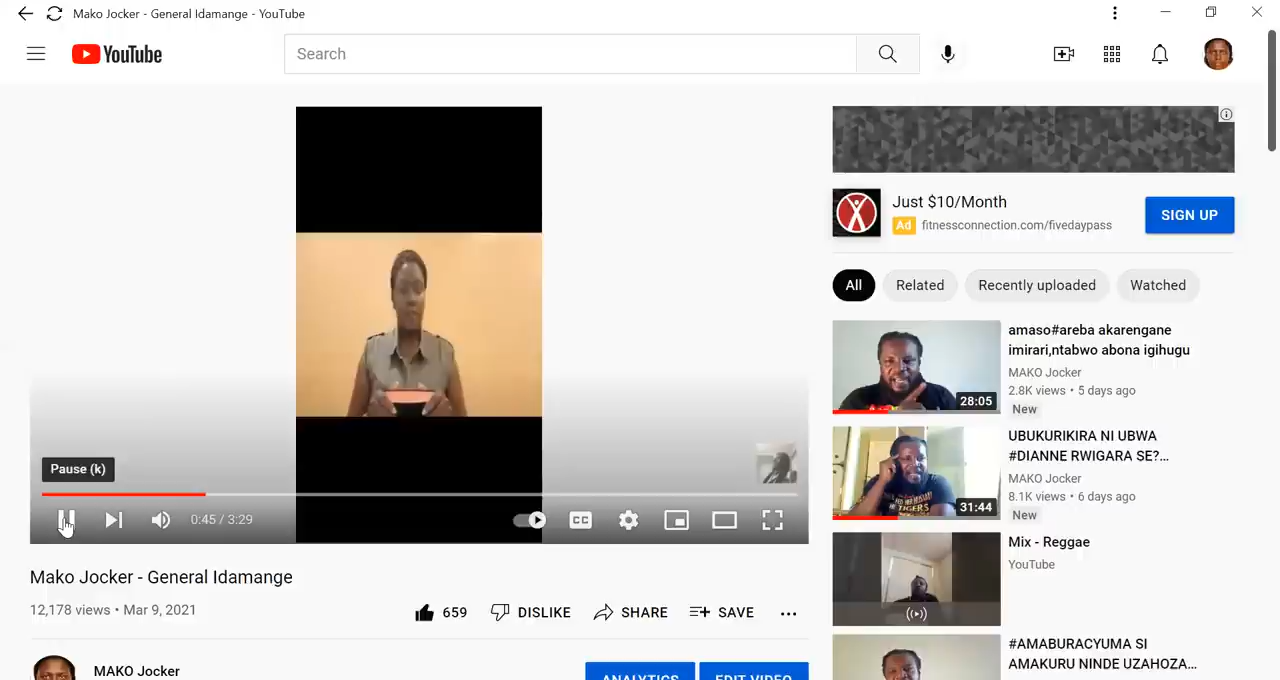 Mako Jocker - General Idamange - YouTube
YouTube
Search
Just $10/Month
Ad fitnessconnection.com/fivedaypass
SIGN UP
All Related Recently uploaded Watched
amaso#areba akarengane
imirari,ntabwo abona igihugu
MAKO Jocker
2.8K views • 5 days ago
New
28:05
UBUKURIKIRA NI UBWA
#DIANNE RWIGARA SE?...
MAKO Jocker
8.1K views • 6 days ago
New
31:44
Mix - Reggae
YouTube
#AMABURACYUMA SI
AMAKURU NINDE UZAHOZA...
Pause (k)
0:45 / 3:29
CC
Mako Jocker - General Idamange
12,178 views • Mar 9, 2021
659 DISLIKE SHARE SAVE
MAKO Jocker
ANALYTICS EDIT VIDEO